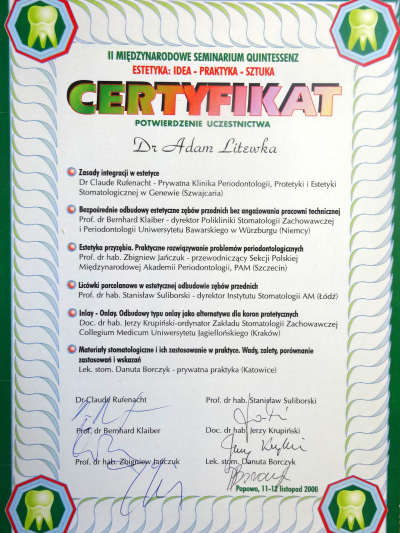 II MIĘDZYNARODOWE SEMINARIUM QUINTESSENZ
ESTETYKA: IDEA - PRAKTYKA - SZTUKA
CERTYFIKAT
POTWIERDZENIE UCZESTNICTWA
Dr Adam Litewka
Zasady integracji w estetyce
Dr Claude Rufenacht - Prywatna Klinika Periodontologii, Protetyki i Estetyki
Stomatologicznej w Genewie (Szwajcaria)
Bezpośrednie odbudowy estetyczne zębów przednich bez angażowania pracowni technicznej
Prof. dr Bernhard Klaiber - dyrektor Polikliniki Stomatologii Zachowawczej
i Periodontologii Uniwersytetu Bawarskiego w Würzburgu (Niemcy)
Estetyka przyzębia. Praktyczne rozwiązywanie problemów periodontologicznych
Prof. dr hab. Zbigniew Jańczuk - przewodniczący Sekcji Polskiej
Międzynarodowej Akademii Periodontologii, PAM (Szczecin)
Licówki porcelanowe w estetycznej odbudowie zębów przednich
Prof. dr hab. Stanisław Suliborski - dyrektor Instytutu Stomatologii AM (Łódź)
Inlay - Onlay. Odbudowy typu onlay jako alternatywa dla koron protetycznych
Doc. dr hab. Jerzy Krupiński-ordynator Zakładu Stomatologii Zachowawczej
Collegium Medicum Uniwersytetu Jagiellońskiego (Kraków)
Materiały stomatologiczne i ich zastosowanie w praktyce. Wady, zalety, porównanie
zastosowań i wskazań
Lek. stom. Danuta Borczyk - prywatna praktyka (Katowice)
Dr Claude Rufenacht
Prof. dr hab. Stanisław Suliborski
Prof. dr Bernhard Klaiber
Doc. dr hab. Jerzy Krupiński
Prof. dr hab. Zbigniew Jańczuk
Lek. stom. Danuta Borczyk
Popowo, 11-12 listopad 2000